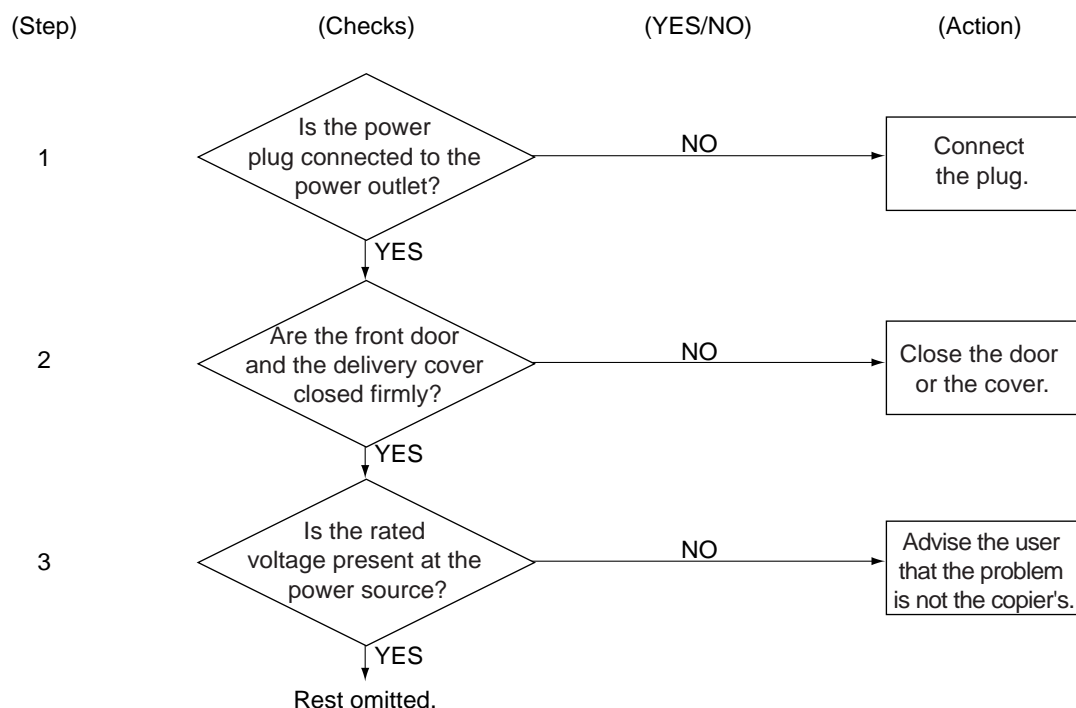 (Step) (Checks) (YES/NO) (Action)
1
Is the power
plug connected to the
power outlet?
NO
Connect
the plug.
YES
2
Are the front door
and the delivery cover
closed firmly?
NO
Close the door
or the cover.
YES
3
Is the rated
voltage present at the
power source?
NO
Advise the user
that the problem
is not the copier's.
YES
Rest omitted.